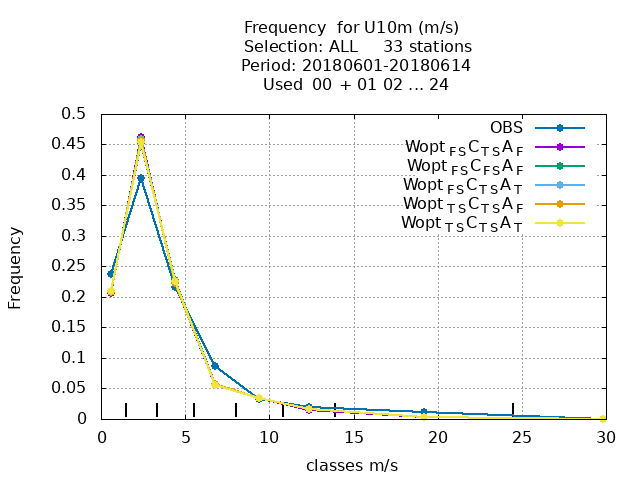 Frequency for U10m (m/s)
Selection: ALL 33 stations
Period: 20180601-20180614
Used 00 + 01 02 ... 24
0.5
0.45
0.4
0.35
0.3
0.25
0.2
0.15
0.1
0.05
0
Frequency
OBS
Wopt FS C TS A F
Wopt FS C FS A F
Wopt FS C TS A T
Wopt TS C TS A F
Wopt TS C TS A T
0 5 10 15 20 25 30
classes m/s